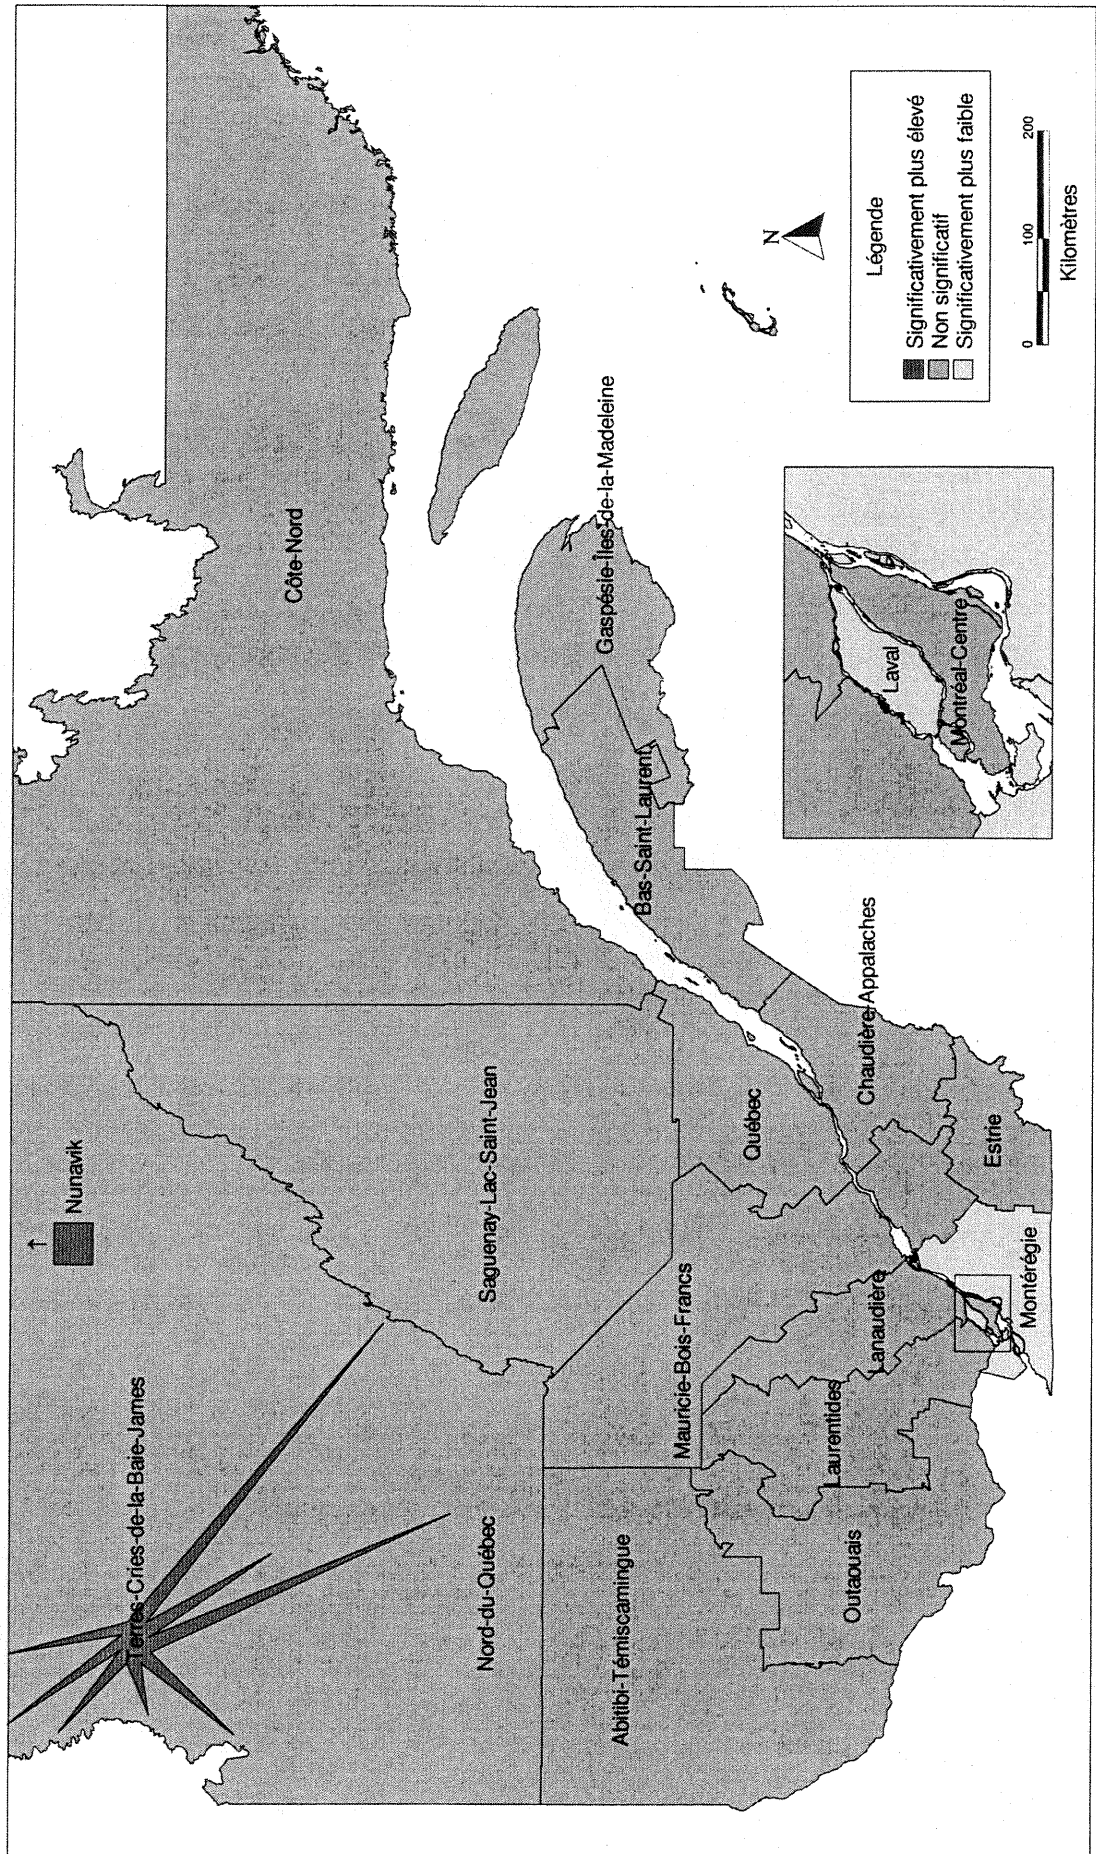 Nunavik
Terres-Cries-de-la-Baie-James
Côte-Nord
Saguenay-Lac-Saint-Jean
Nord-du-Québec
Abitibi-Témiscamingue
Mauricie-Bois-Francs
Québec
Bas-Saint-Laurent
Gaspésie-Îles-de-la-Madeleine
Chaudière-Appalaches
Outaouais
Laurentides
Lanaudière
Estrie
Montérégie
Laval
Montréal-Centre
N
Légende
Significativement plus élevé
Non significatif
Significativement plus faible
0 100 200
Kilomètres